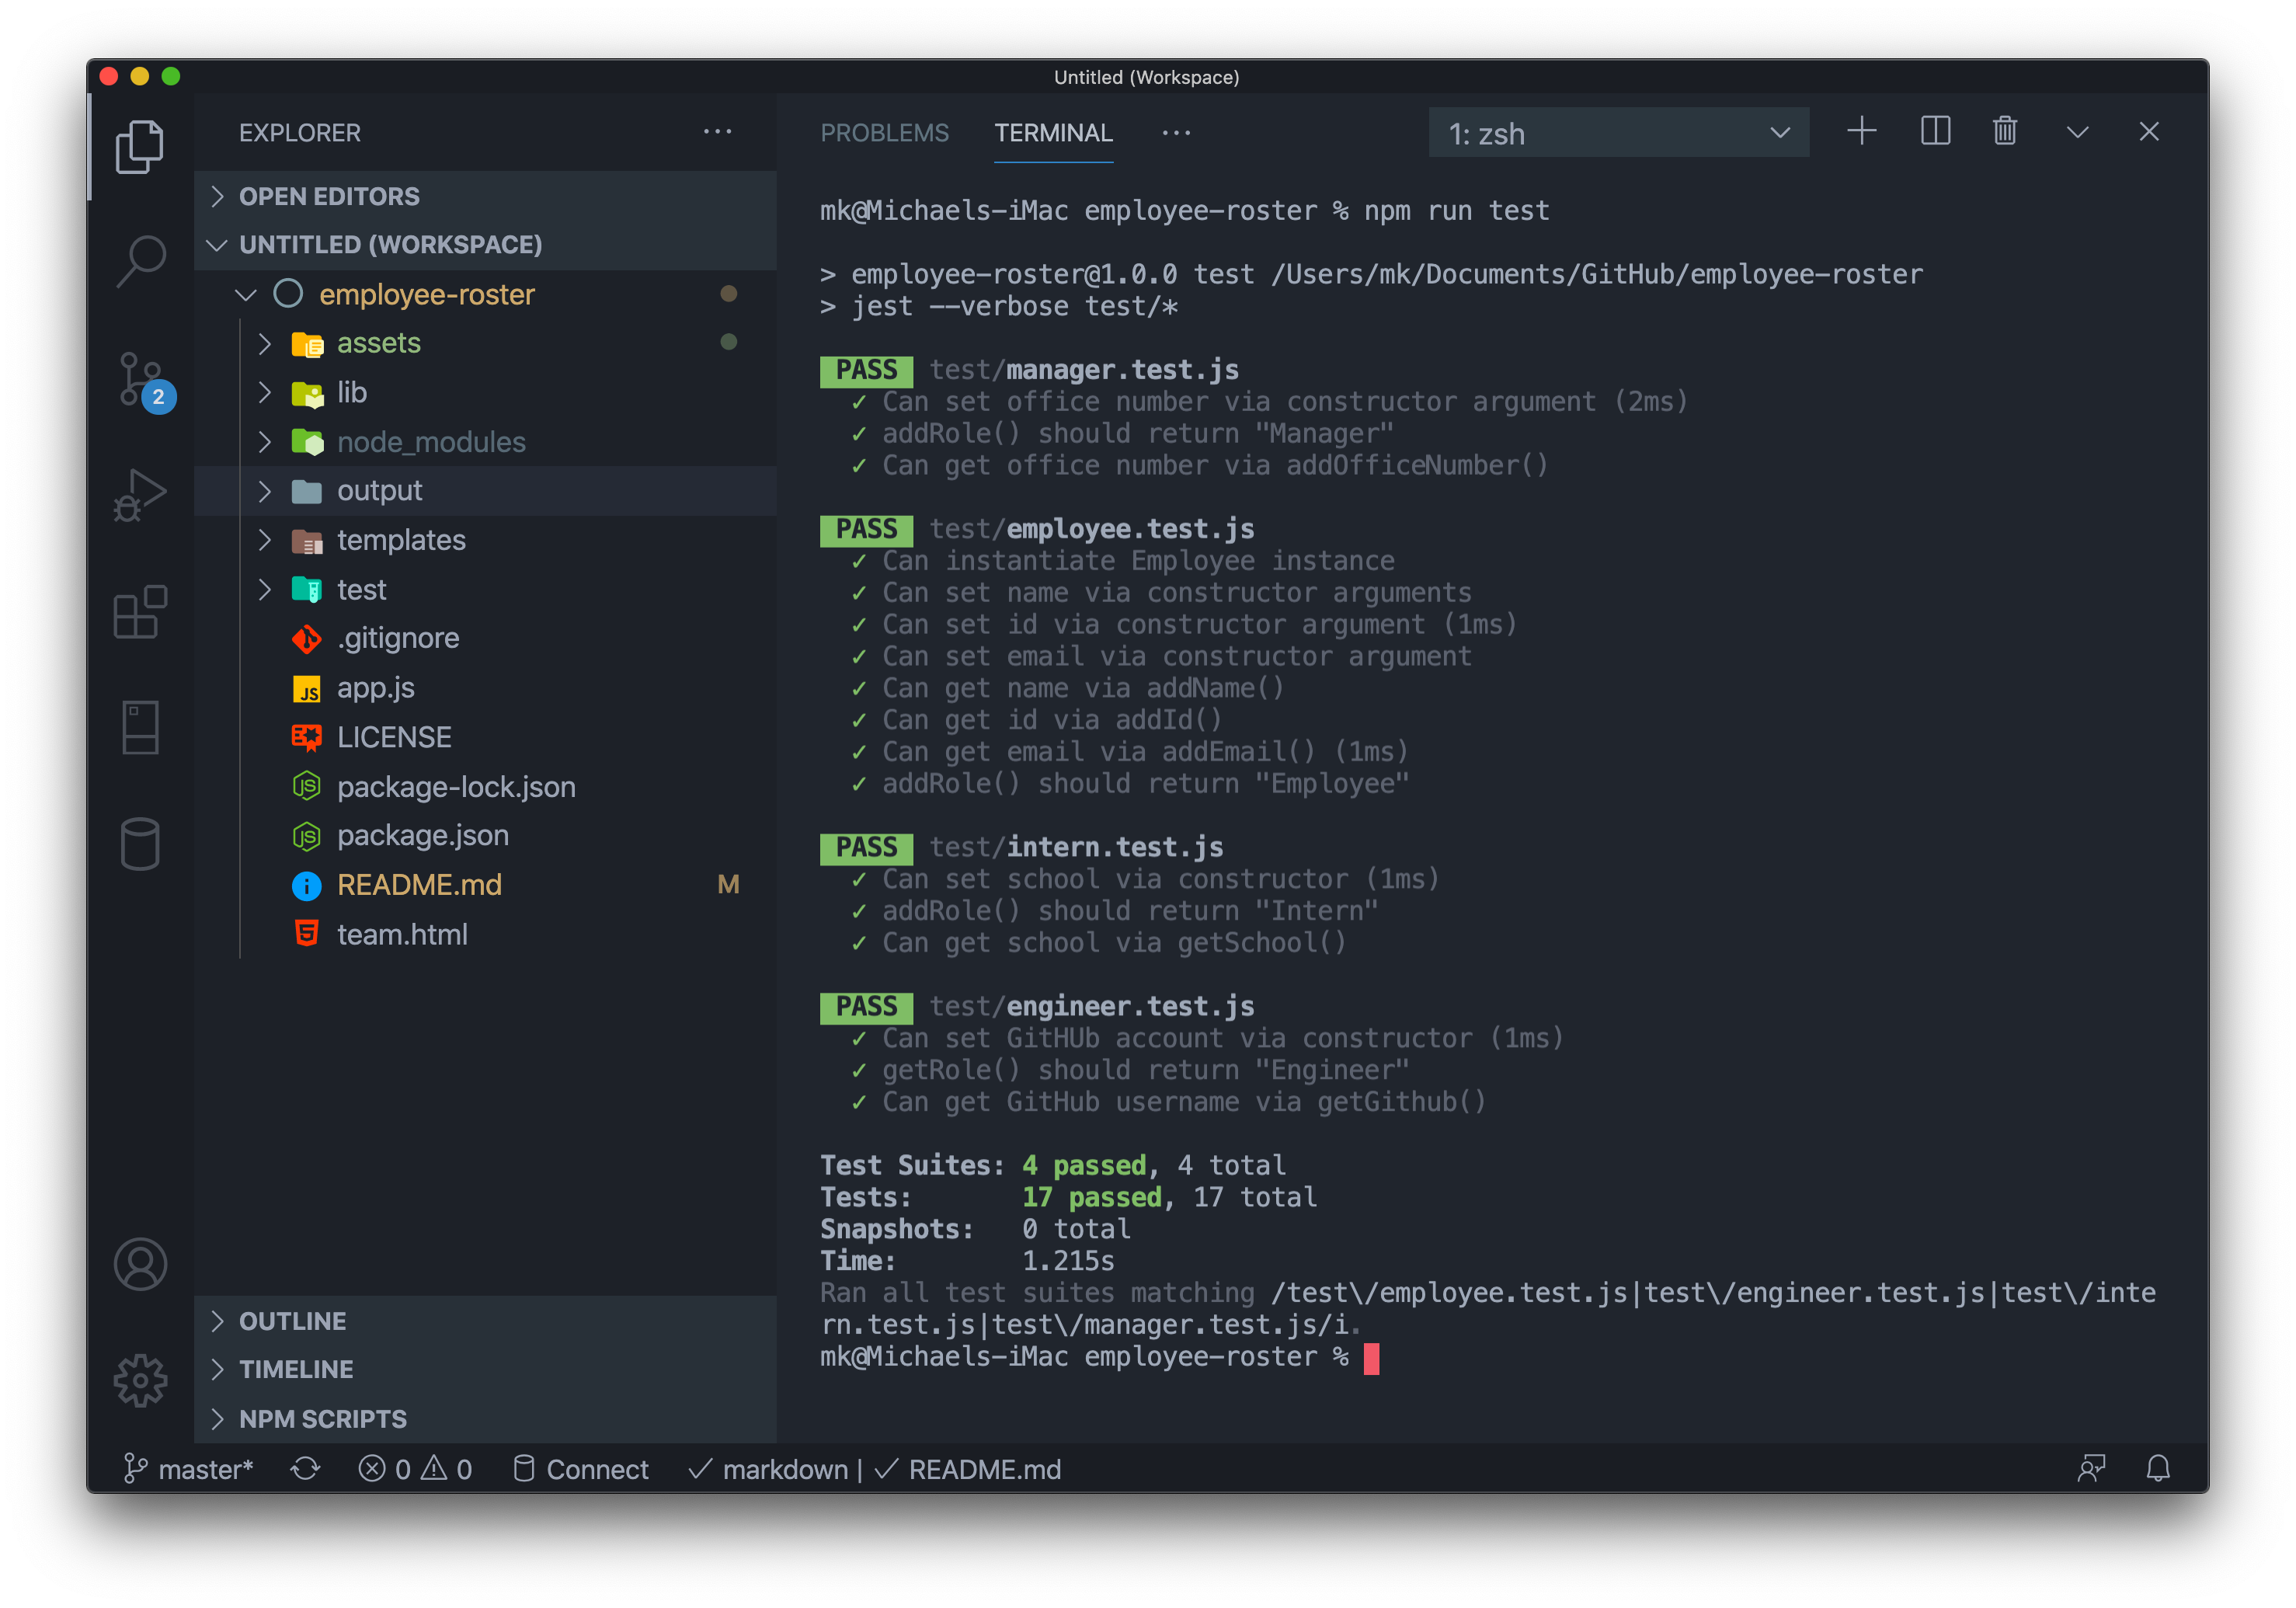 Untitled (Workspace)
EXPLORER
OPEN EDITORS
UNTITLED (WORKSPACE)
employee-roster
assets
lib
node_modules
output
templates
test
.gitignore
JS app.js
LICENSE
JS package-lock.json
JS package.json
README.md M
team.html
OUTLINE
TIMELINE
NPM SCRIPTS
2
PROBLEMS TERMINAL 1: zsh
mk@Michaels-iMac employee-roster % npm run test
> employee-roster@1.0.0 test /Users/mk/Documents/GitHub/employee-roster
> jest --verbose test/*
PASS test/manager.test.js
✓ Can set office number via constructor argument (2ms)
✓ addRole() should return "Manager"
✓ Can get office number via addOfficeNumber()
PASS test/employee.test.js
✓ Can instantiate Employee instance
✓ Can set name via constructor arguments
✓ Can set id via constructor argument (1ms)
✓ Can set email via constructor argument
✓ Can get name via addName()
✓ Can get id via addId()
✓ Can get email via addEmail() (1ms)
✓ addRole() should return "Employee"
PASS test/intern.test.js
✓ Can set school via constructor (1ms)
✓ addRole() should return "Intern"
✓ Can get school via getSchool()
PASS test/engineer.test.js
✓ Can set GitHUb account via constructor (1ms)
✓ getRole() should return "Engineer"
✓ Can get GitHub username via getGithub()
Test Suites: 4 passed, 4 total
Tests: 17 passed, 17 total
Snapshots: 0 total
Time: 1.215s
Ran all test suites matching /test\/employee.test.js|test\/engineer.test.js|test\/inte
rn.test.js|test\/manager.test.js/i.
mk@Michaels-iMac employee-roster %
master* 0 0 Connect ✓ markdown | ✓ README.md